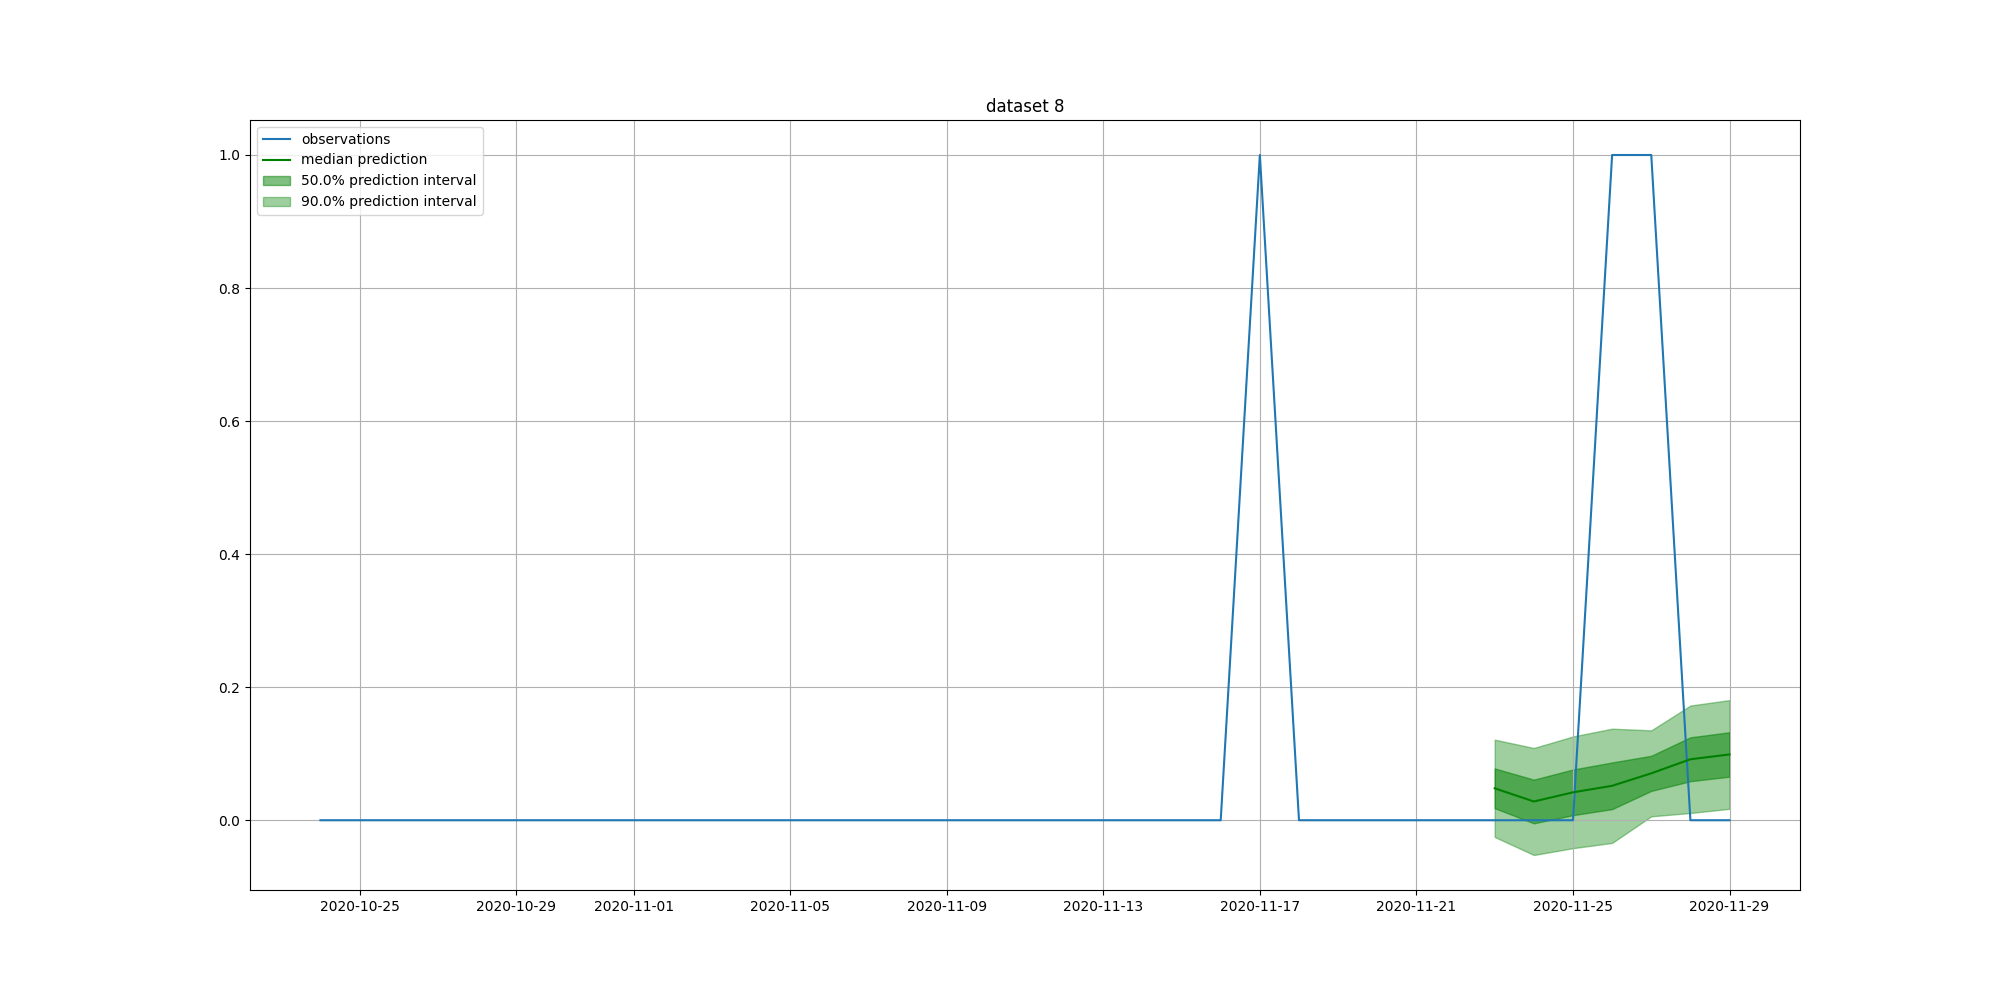 dataset 8
observations
median prediction
50.0% prediction interval
90.0% prediction interval
1.0
0.8
0.6
0.4
0.2
0.0
2020-10-25 2020-10-29 2020-11-01 2020-11-05 2020-11-09 2020-11-13 2020-11-17 2020-11-21 2020-11-25 2020-11-29